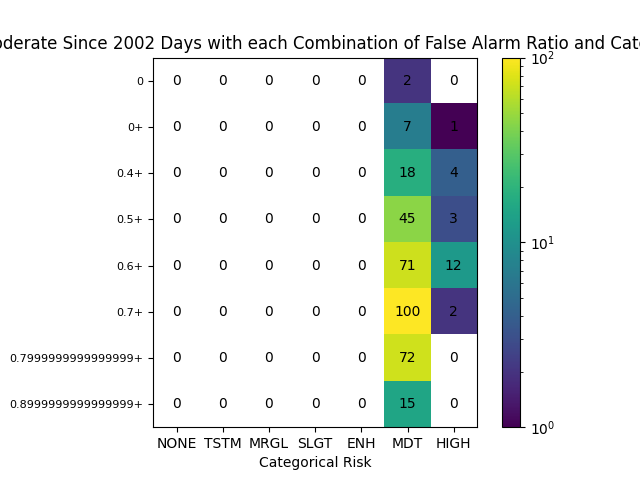 oderate Since 2002 Days with each Combination of False Alarm Ratio and Cate
0 0 0 0 0 0 2 0
0+ 0 0 0 0 0 7 1
0.4+ 0 0 0 0 0 18 4
0.5+ 0 0 0 0 0 45 3
0.6+ 0 0 0 0 0 71 12
0.7+ 0 0 0 0 0 100 2
0.7999999999999999+ 0 0 0 0 0 72 0
0.8999999999999999+ 0 0 0 0 0 15 0
NONE TSTM MRGL SLGT ENH MDT HIGH
Categorical Risk
10²
10¹
10⁰